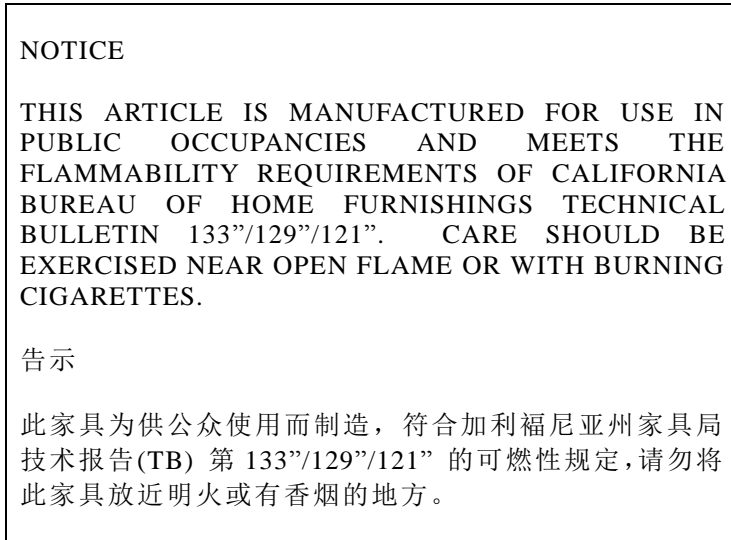 NOTICE
THIS ARTICLE IS MANUFACTURED FOR USE IN
PUBLIC OCCUPANCIES AND MEETS THE
FLAMMABILITY REQUIREMENTS OF CALIFORNIA
BUREAU OF HOME FURNISHINGS TECHNICAL
BULLETIN 133”/129”/121”. CARE SHOULD BE
EXERCISED NEAR OPEN FLAME OR WITH BURNING
CIGARETTES.
告示
此家具为供公众使用而制造，符合加利褔尼亚州家具局
技术报告(TB) 第 133”/129”/121” 的可燃性规定,请勿将
此家具放近明火或有香烟的地方。